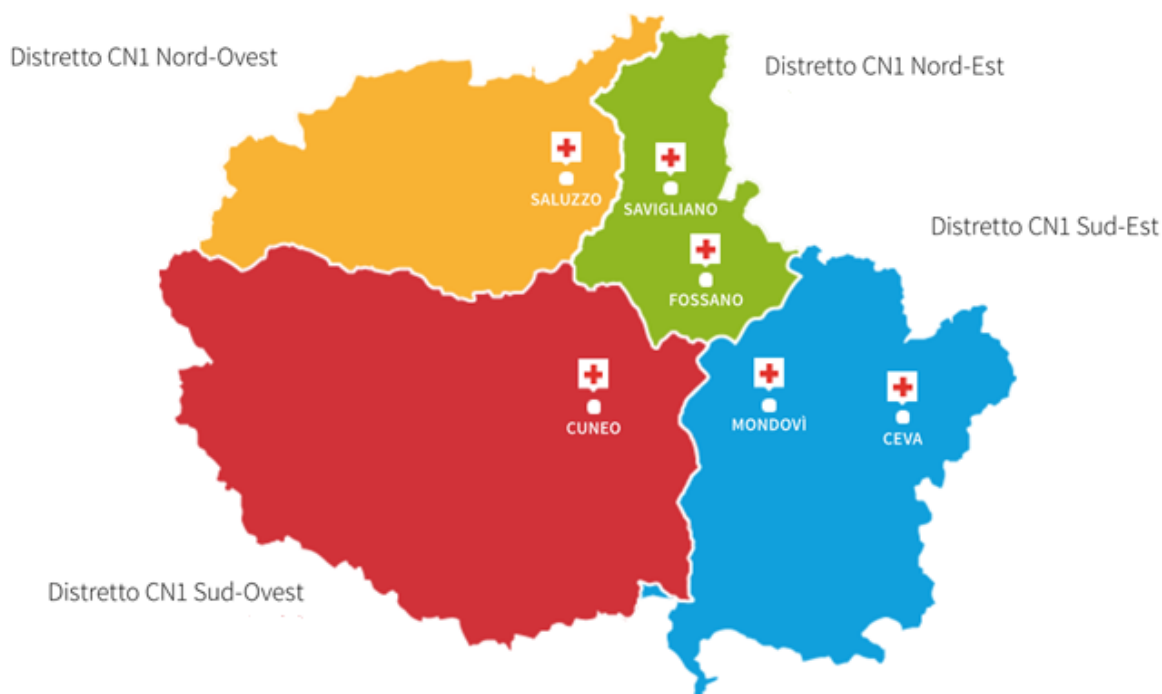 Distretto CN1 Nord-Ovest
Distretto CN1 Nord-Est
SALUZZO
SAVIGLIANO
Distretto CN1 Sud-Est
FOSSANO
CUNEO
MONDOVÌ
CEVA
Distretto CN1 Sud-Ovest